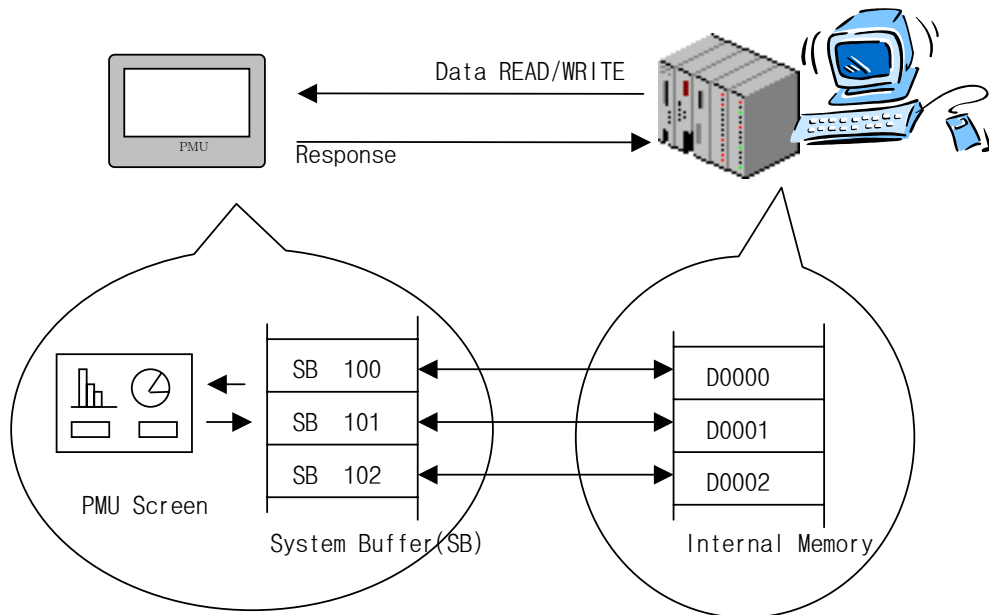 Data READ/WRITE
PMU
Response
SB 100
SB 101
SB 102
D0000
D0001
D0002
PMU Screen
System Buffer(SB)
Internal Memory